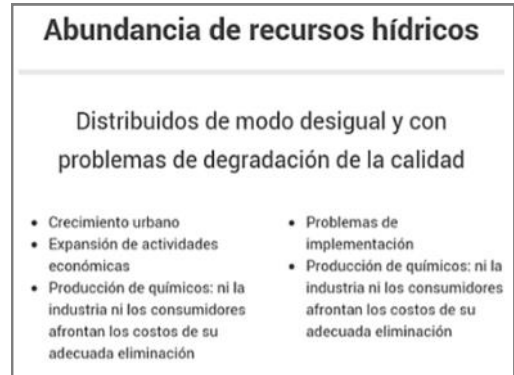 Abundancia de recursos hídricos
Distribuidos de modo desigual y con
problemas de degradación de la calidad
• Crecimiento urbano
• Expansión de actividades
económicas
• Producción de químicos: ni la
industria ni los consumidores
afrontan los costos de su
adecuada eliminación
• Problemas de
implementación
• Producción de químicos: ni la
industria ni los consumidores
afrontan los costos de su
adecuada eliminación